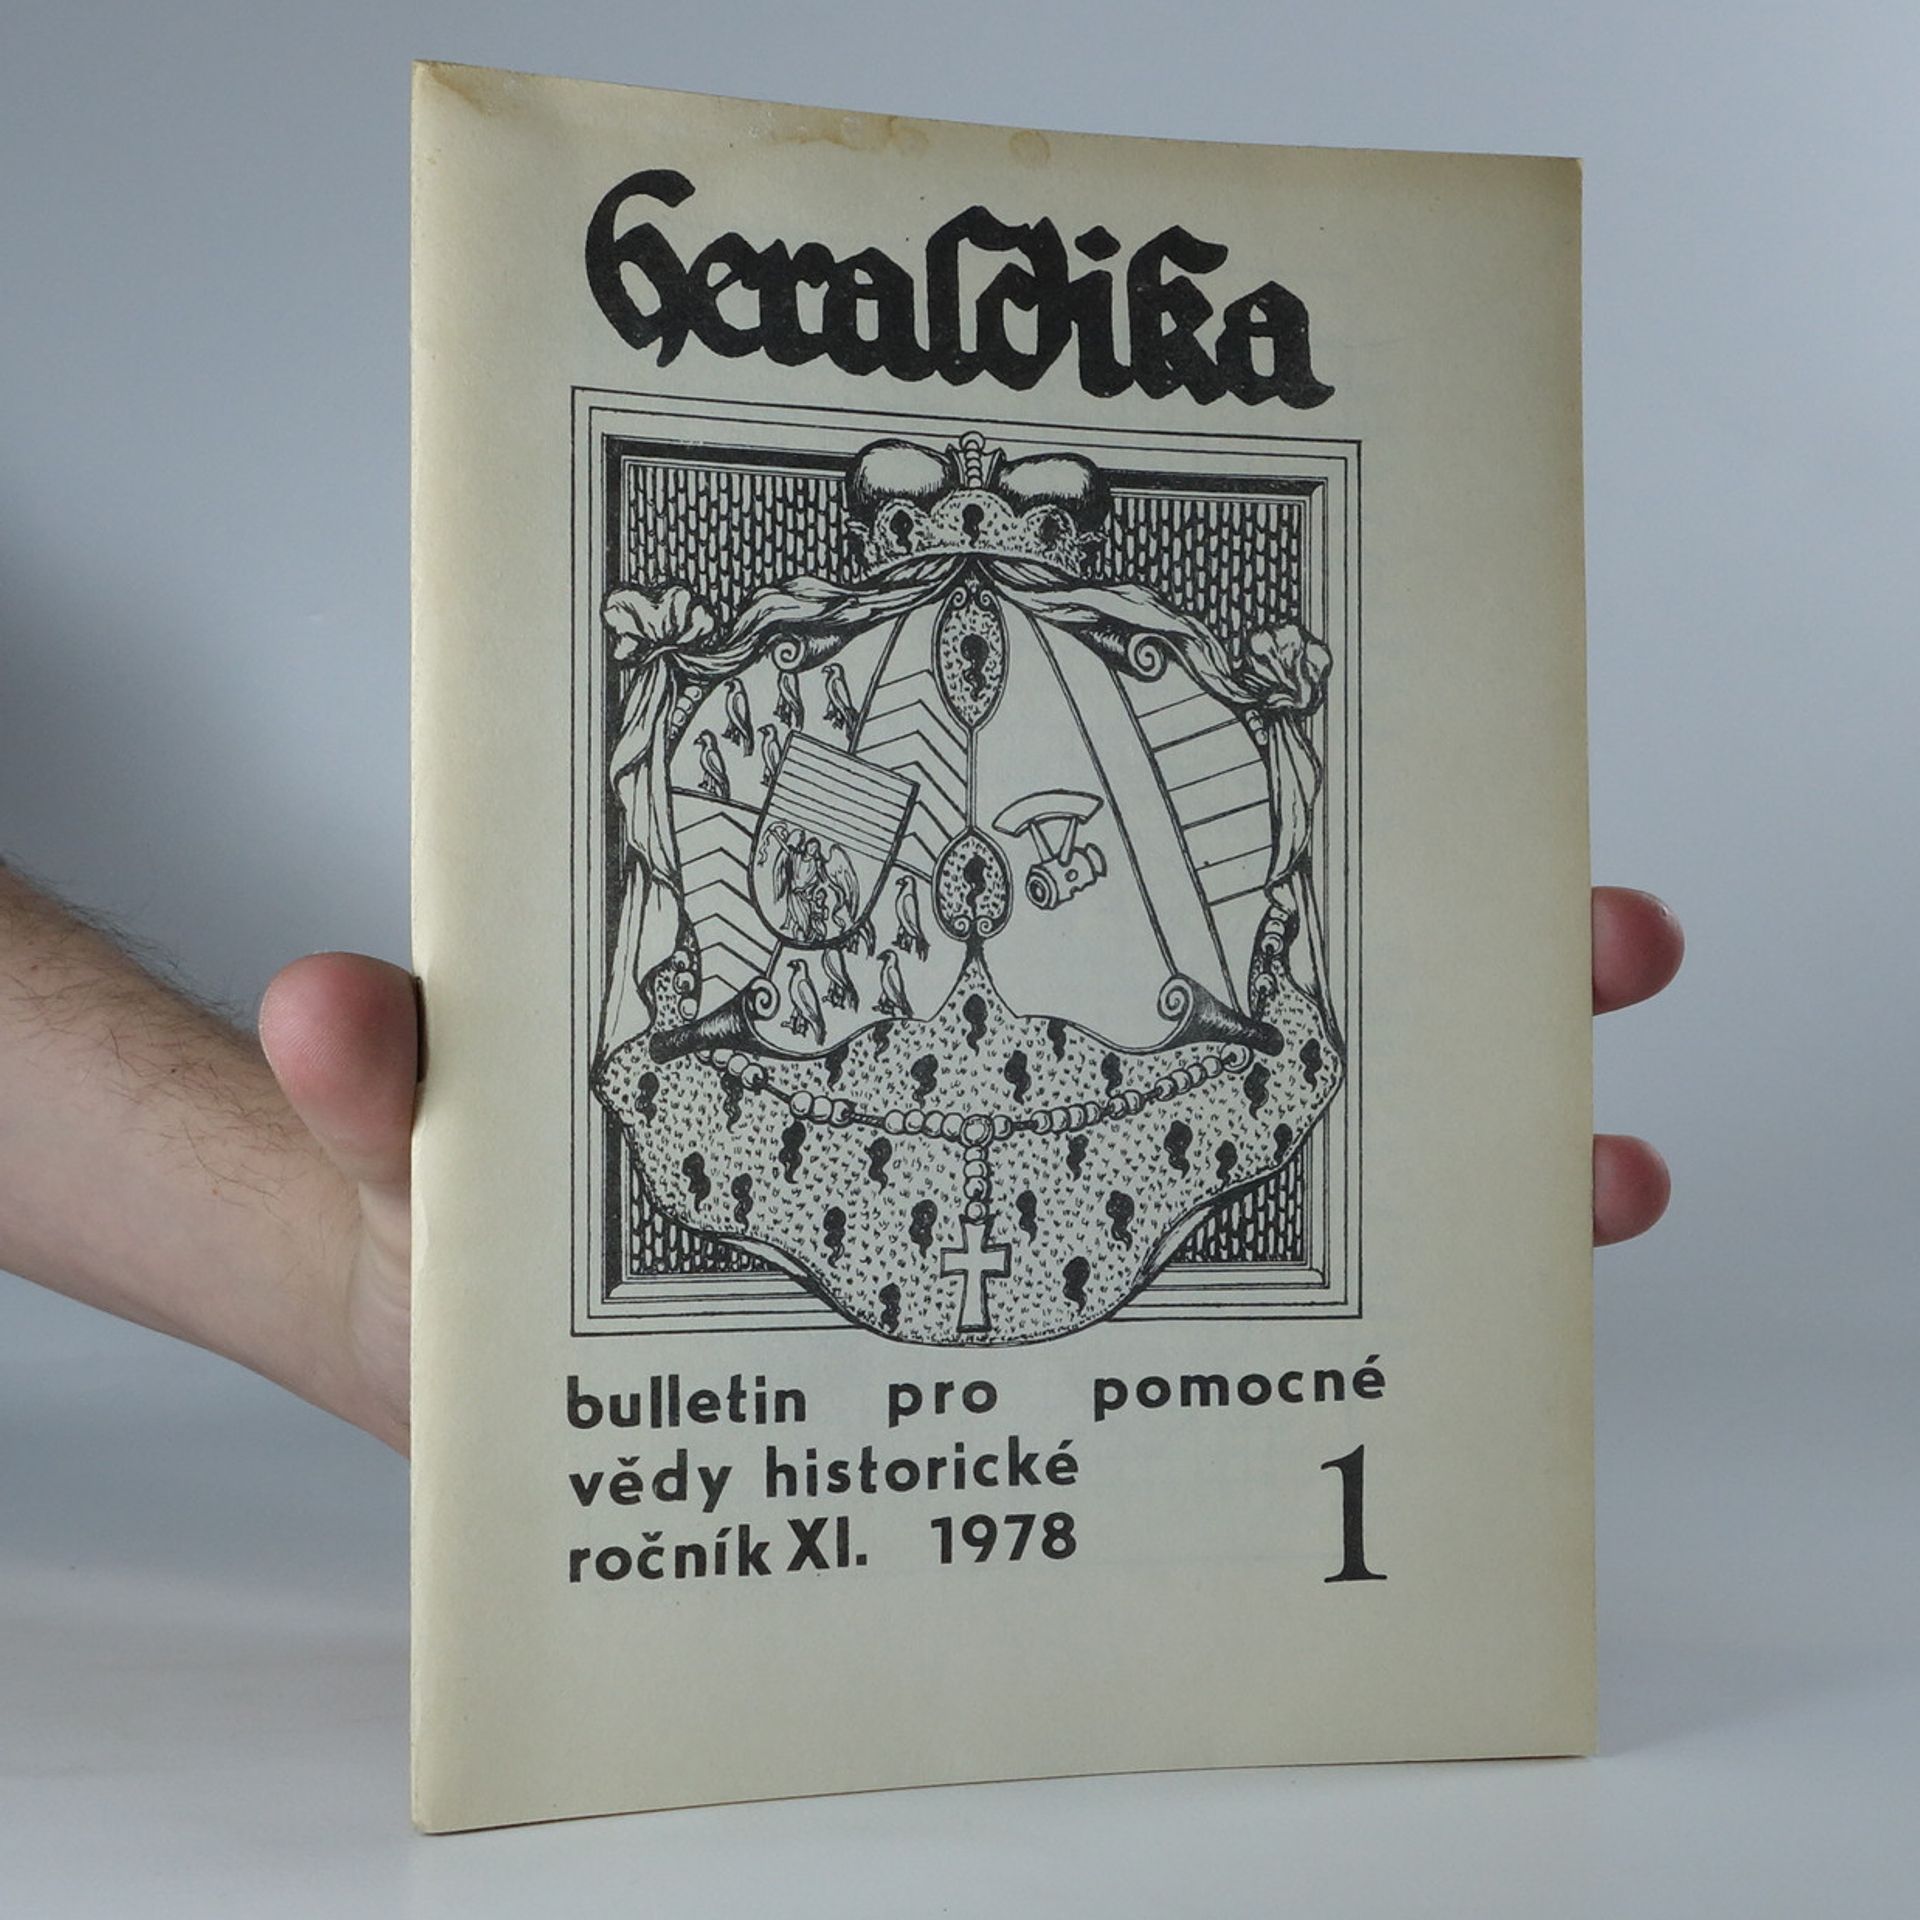 heraldika
bulletin pro pomocné
vědy historické
ročník XI. 1978
1